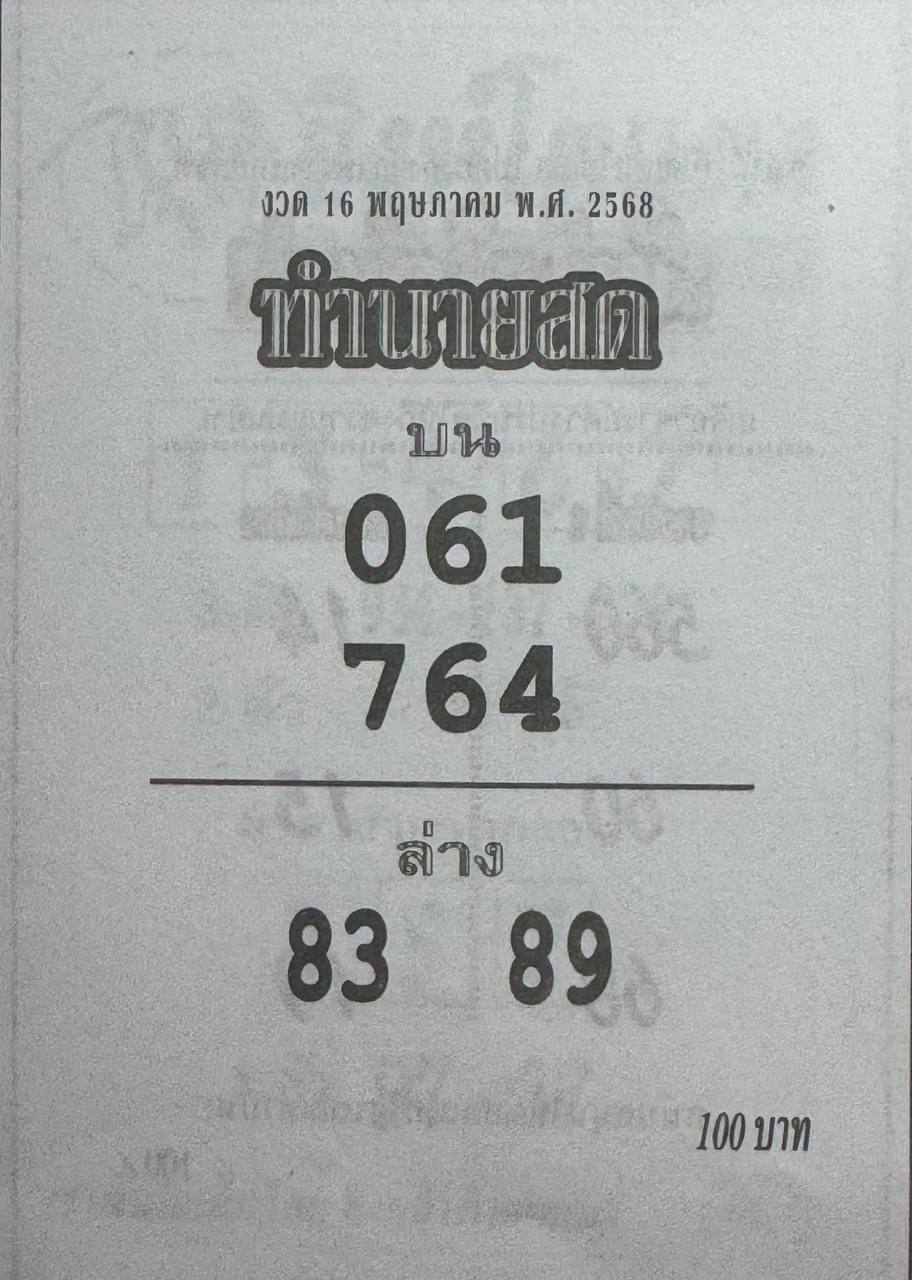 งวด 16 พฤษภาคม พ.ศ. 2568
ทำนายสด
บน
061
764
ล่าง
83 89
100 บาท